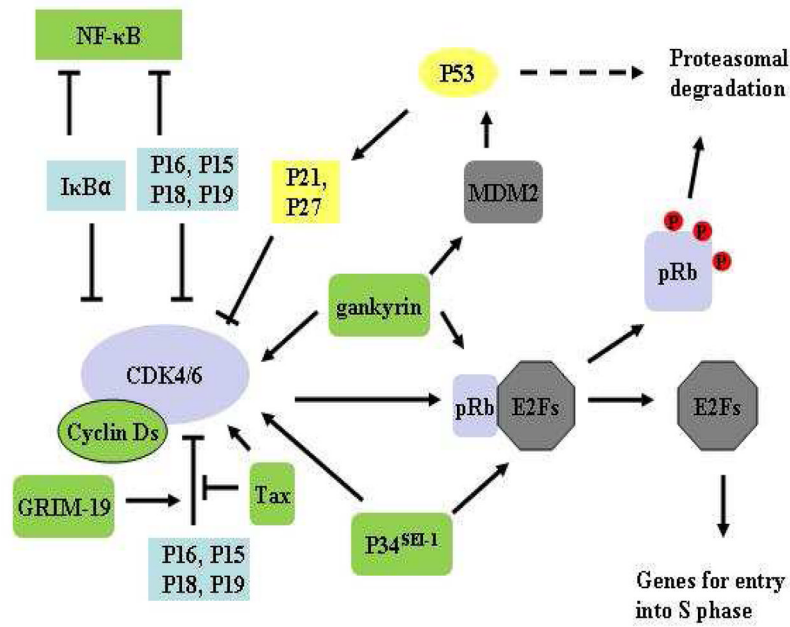 NF-κB
P53
Proteasomal
degradation
IκBα
P16, P15
P18, P19
P21,
P27
MDM2
P
P
P
pRb
gankyrin
CDK4/6
Cyclin Ds
pRb
E2Fs
E2Fs
GRIM-19
Tax
P34SEI-1
P16, P15
P18, P19
Genes for entry
into S phase